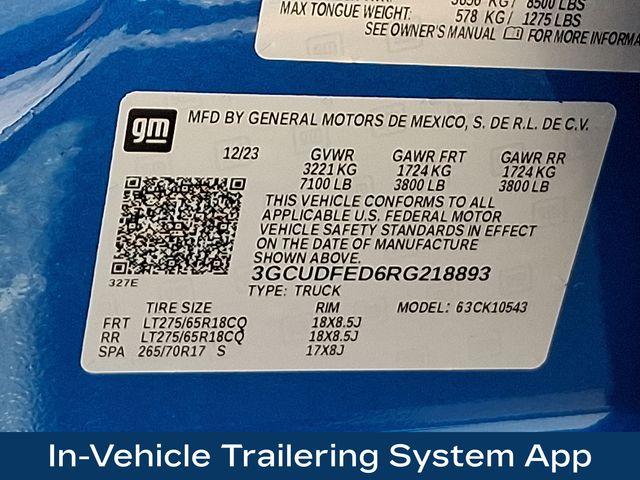 KG / 8500 LBS
MAX TONGUE WEIGHT: 578 KG / 1275 LBS
SEE OWNER'S MANUAL FOR MORE INFORMA
gm
MFD BY GENERAL MOTORS DE MEXICO, S. DE R.L. DE C.V.
12/23 GVWR GAWR FRT GAWR RR
3221 KG 1724 KG 1724 KG
7100 LB 3800 LB 3800 LB
THIS VEHICLE CONFORMS TO ALL
APPLICABLE U.S. FEDERAL MOTOR
VEHICLE SAFETY STANDARDS IN EFFECT
ON THE DATE OF MANUFACTURE
SHOWN ABOVE.
3GCUDFED6RG218893
327E
TYPE: TRUCK
TIRE SIZE RIM MODEL: 63CK10543
FRT LT275/65R18CQ 18X8.5J
RR LT275/65R18CQ 18X8.5J
SPA 265/70R17 S 17X8J
In-Vehicle Trailering System App